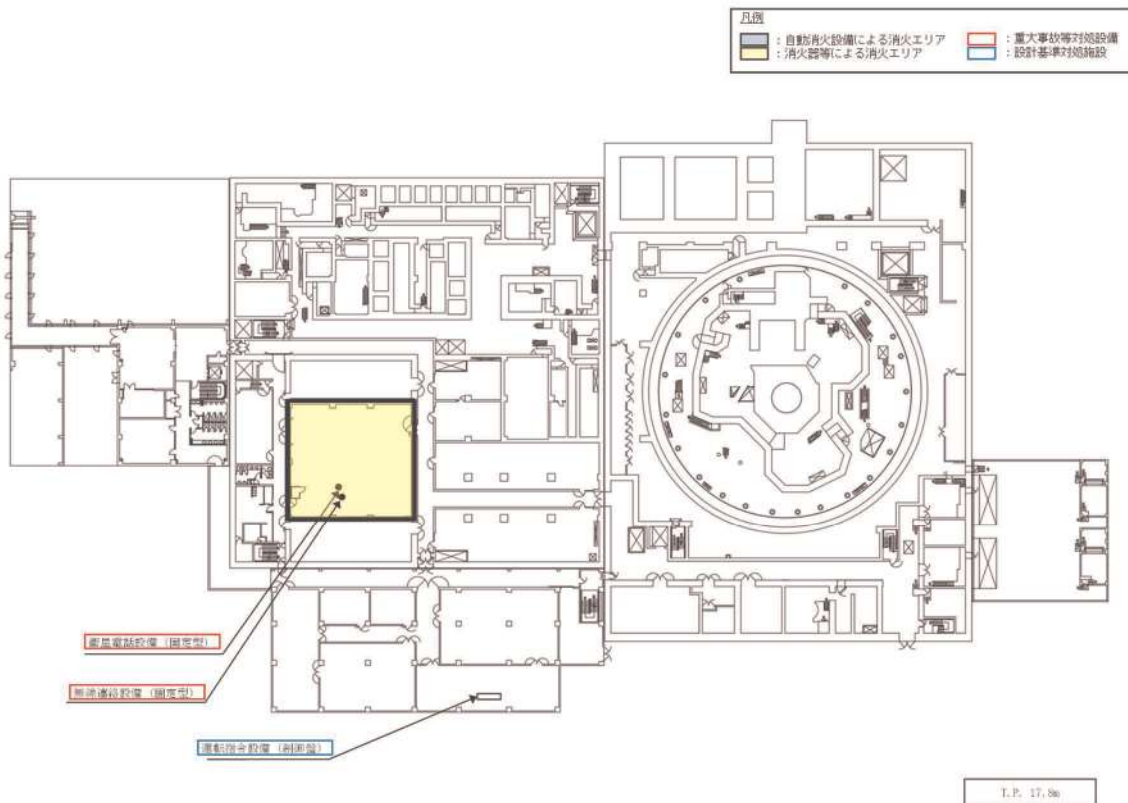 凡例
：自動消火設備による消火エリア
：消火器等による消火エリア
：重大事故等対処設備
：設計基準対処施設
衛星電話設備（固定型）
無線連絡設備（固定型）
運転指令設備（制御盤）
T.P. 17.8m